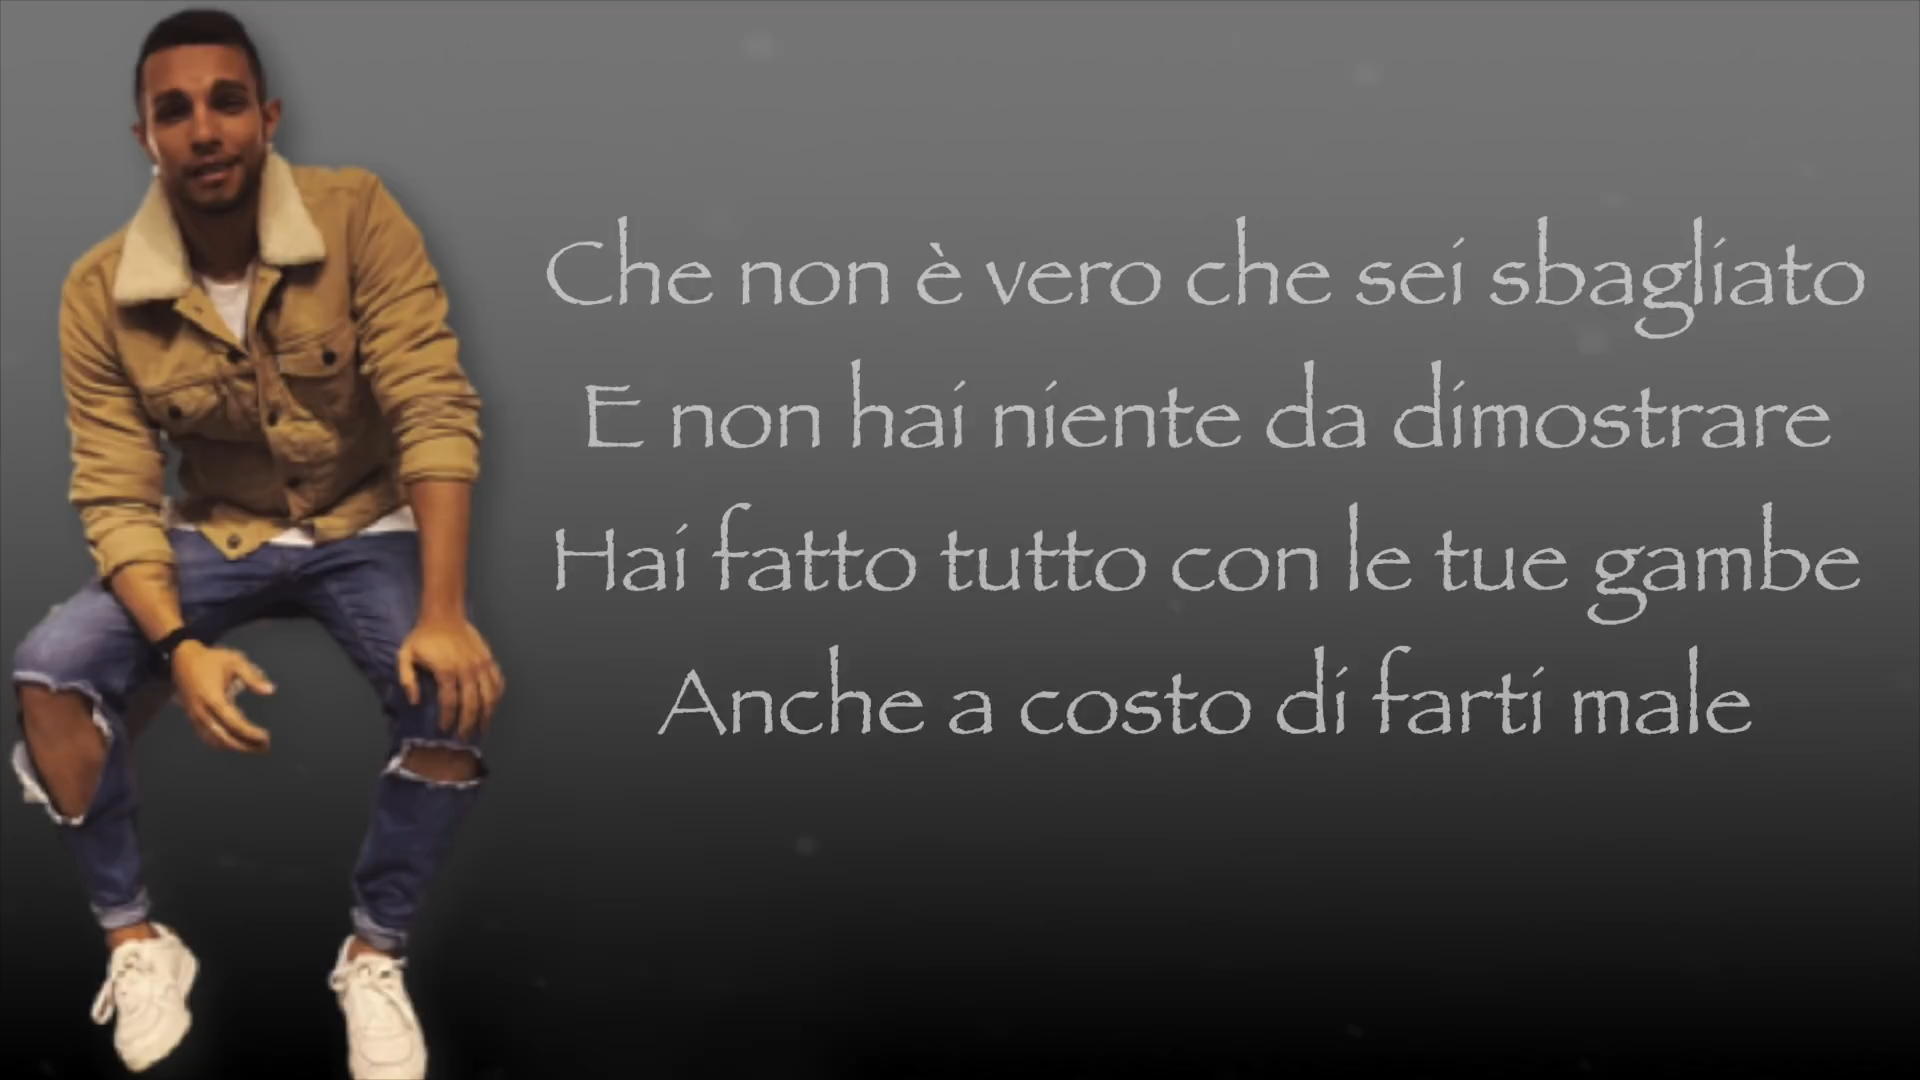 Che non è vero che sei sbagliato
E non hai niente da dimostrare
Hai fatto tutto con le tue gambe
Anche a costo di farti male